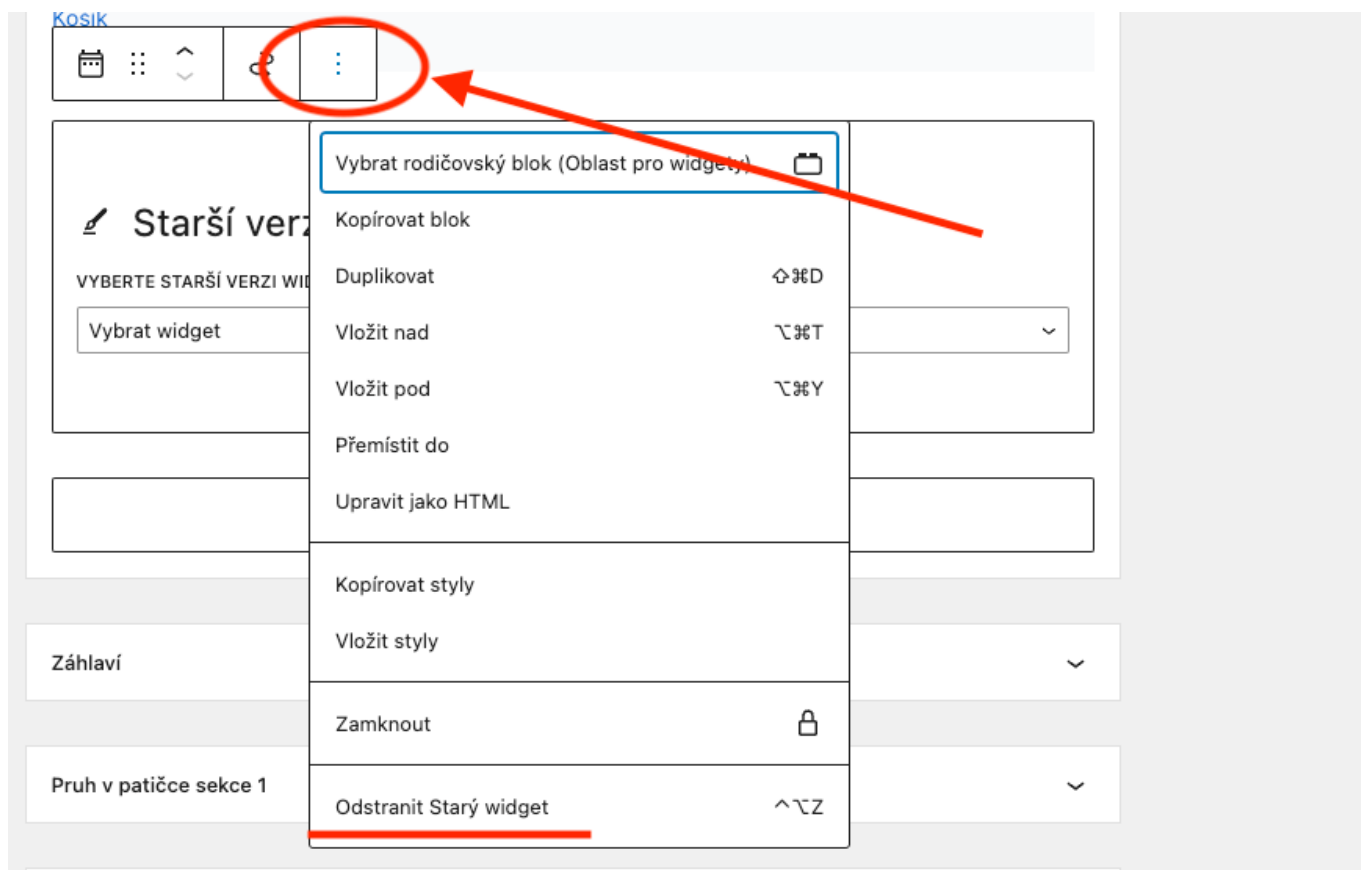 Košík
Vybrat rodičovský blok (Oblast pro widgety)
Kopírovat blok
Starší verz
VYBERTE STARŠÍ VERZI WID
Duplikovat ⇧⌘D
Vybrat widget
Vložit nad ⌥⌘T
Vložit pod ⌥⌘Y
Přemístit do
Upravit jako HTML
Kopírovat styly
Vložit styly
Záhlaví
Zamknout
Pruh v patičce sekce 1
Odstranit Starý widget ^⌥Z